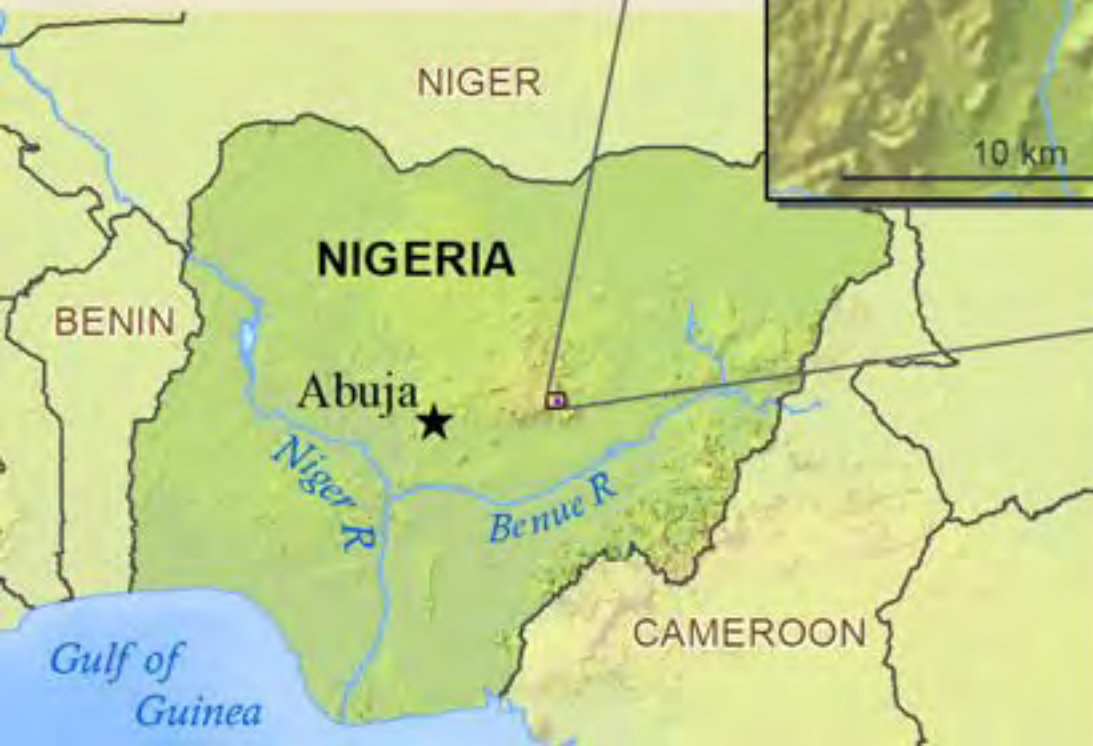 NIGER
10 km
NIGERIA
BENIN
Abuja
Niger R
Benue R
CAMEROON
Gulf of
Guinea